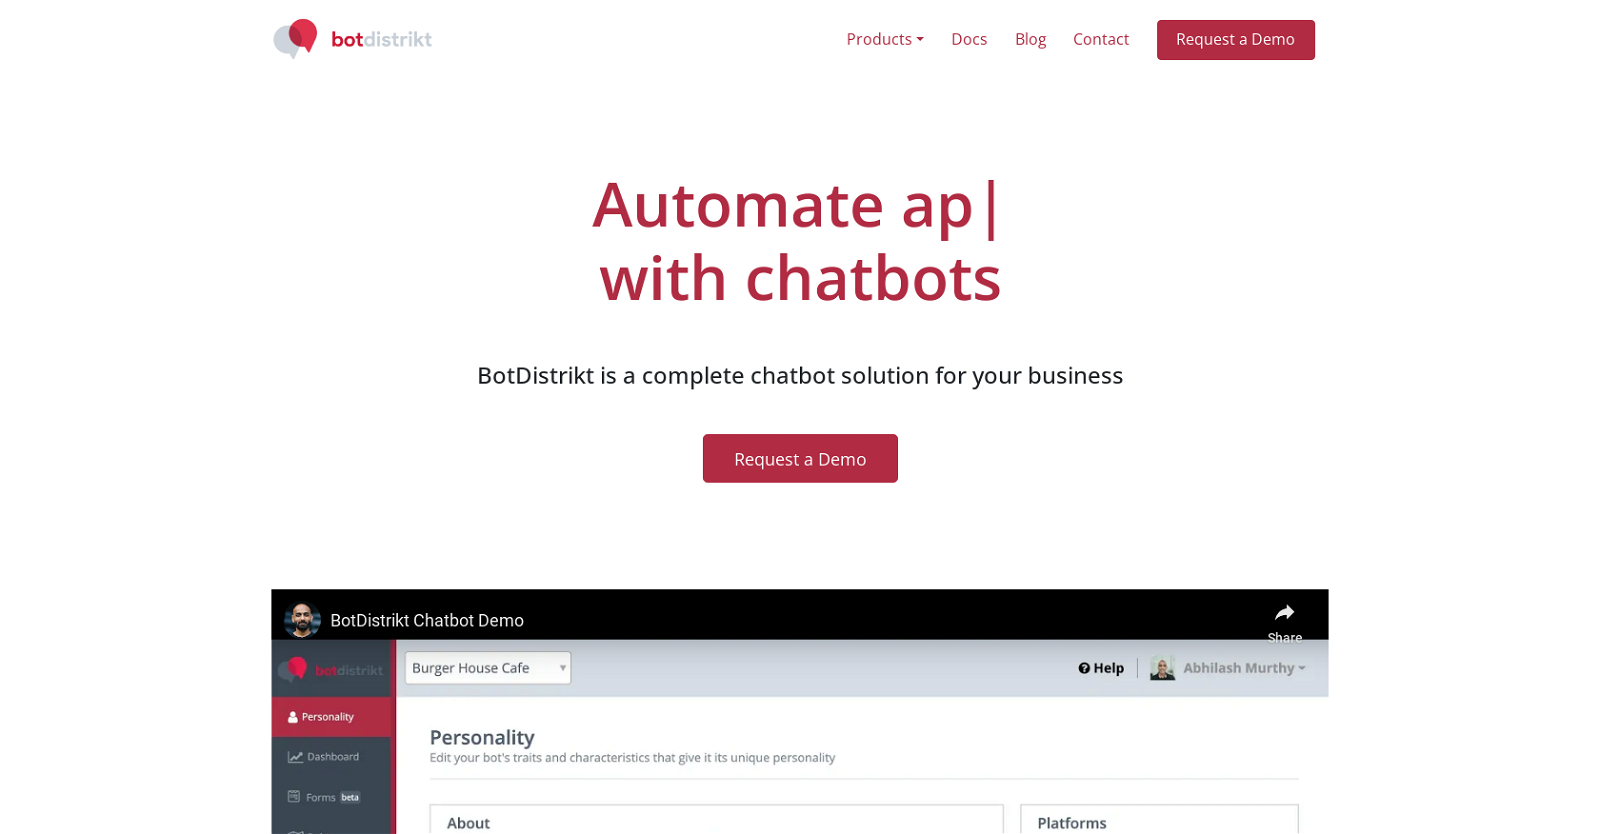 botdistrikt
Products
Docs
Blog
Contact
Request a Demo
Automate ap|
with chatbots
BotDistrikt is a complete chatbot solution for your business
Request a Demo
BotDistrikt Chatbot Demo
Share
botdistrikt
Burger House Cafe
Help
Abhilash Murthy
Personality
Dashboard
Forms beta
Personality
Edit your bot's traits and characteristics that give it its unique personality
About
Platforms